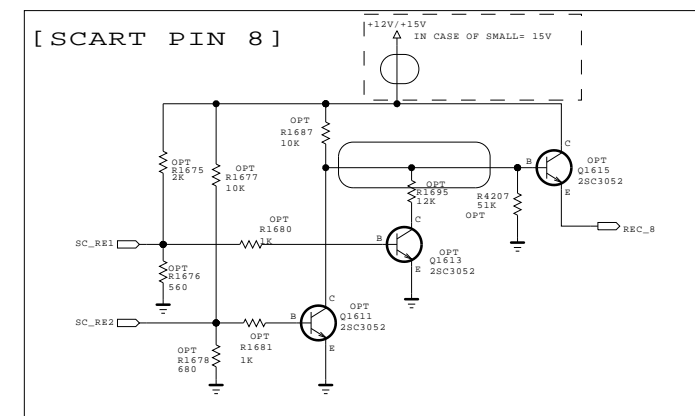 +12V/+15V
[SCART PIN 8]
IN CASE OF SMALL= 15V
C
OPT
R1687
10K
OPT
R1675
2K
OPT
R1677
10K
B
OPT
Q1615
2SC3052
E
OPT
R1695
12K
R4207
51K
OPT
OPT
R1680
1K
C
REC_8
SC_RE1
B
OPT
Q1613
2SC3052
E
OPT
R1676
560
C
OPT
Q1611
2SC3052
SC_RE2
B
E
OPT
R1681
1K
OPT
R1678
680